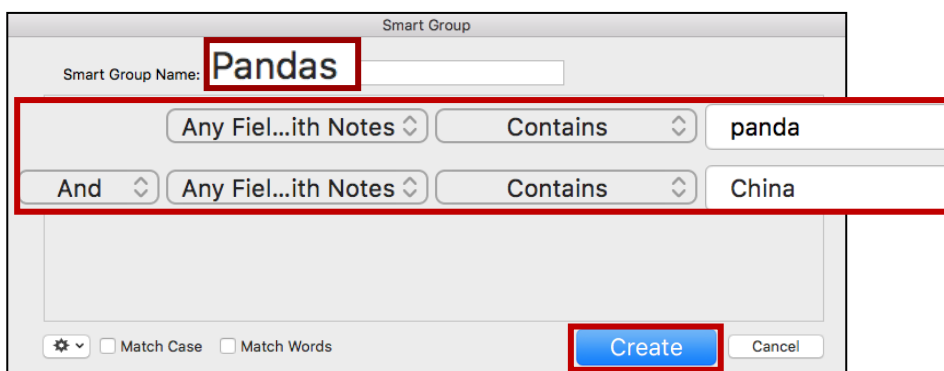 Smart Group
Smart Group Name: Pandas
Any Fiel...ith Notes Contains panda
And Any Fiel...ith Notes Contains China
Match Case Match Words Create Cancel